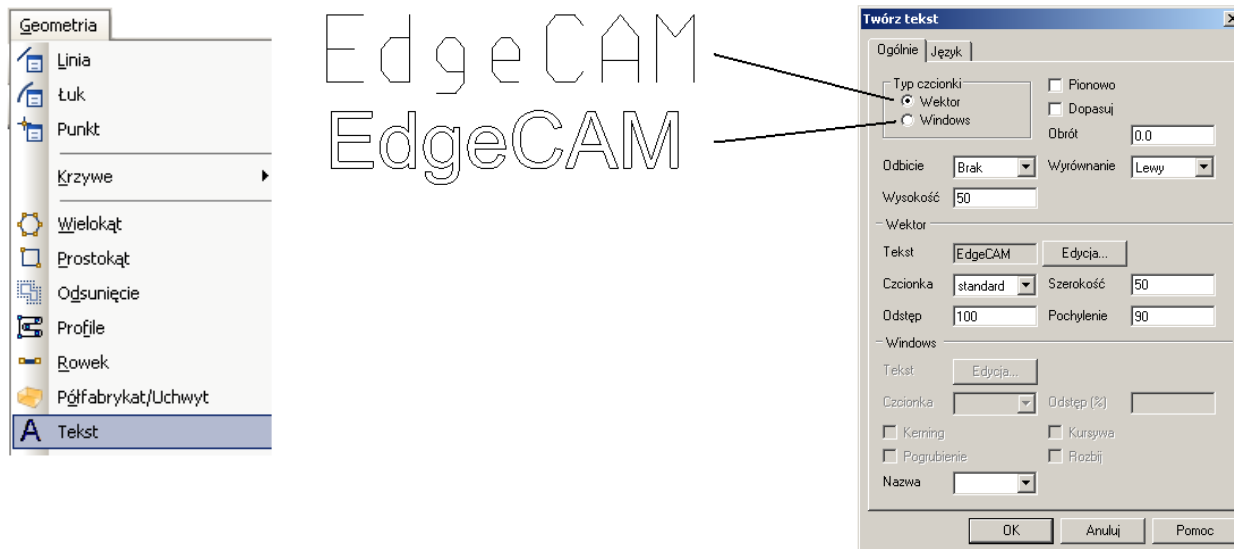 Geometria
Linia
Łuk
Punkt
Krzywe
Wielokąt
Prostokąt
Odsunięcie
Profile
Rowek
Półfabrykat/Uchwyt
A Tekst
EdgeCAM
EdgeCAM
Twórz tekst
Ogólnie Język
Typ czcionki
Wektor
Windows
Pionowo
Dopasuj
Obrót 0.0
Odbicie Brak Wyrównanie Lewy
Wysokość 50
Wektor
Tekst EdgeCAM Edycja...
Czcionka standard Szerokość 50
Odstęp 100 Pochylenie 90
Windows
Tekst Edycja...
Czcionka Odstęp (%)
Kerning Kursywa
Pogrubienie Rozbij
Nazwa
OK Anuluj Pomoc